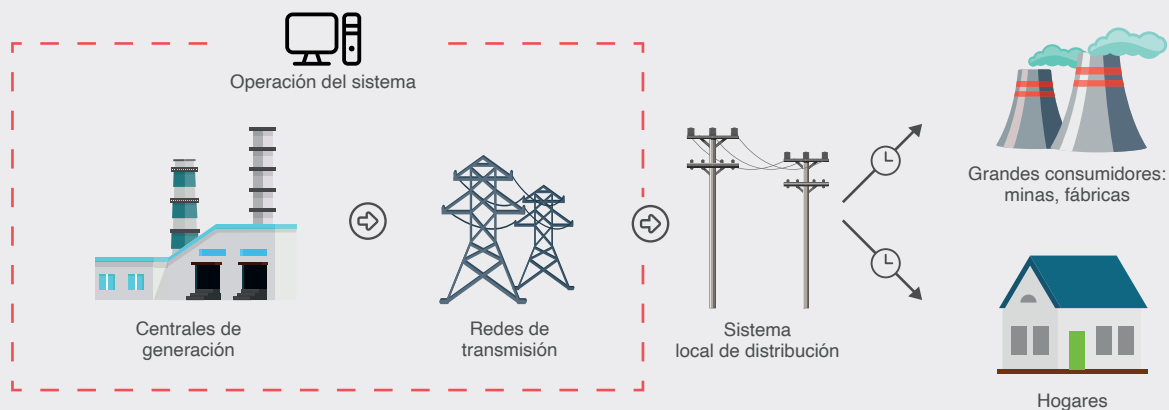 Operación del sistema
Centrales de
generación
Redes de
transmisión
Sistema
local de distribución
Grandes consumidores:
minas, fábricas
Hogares